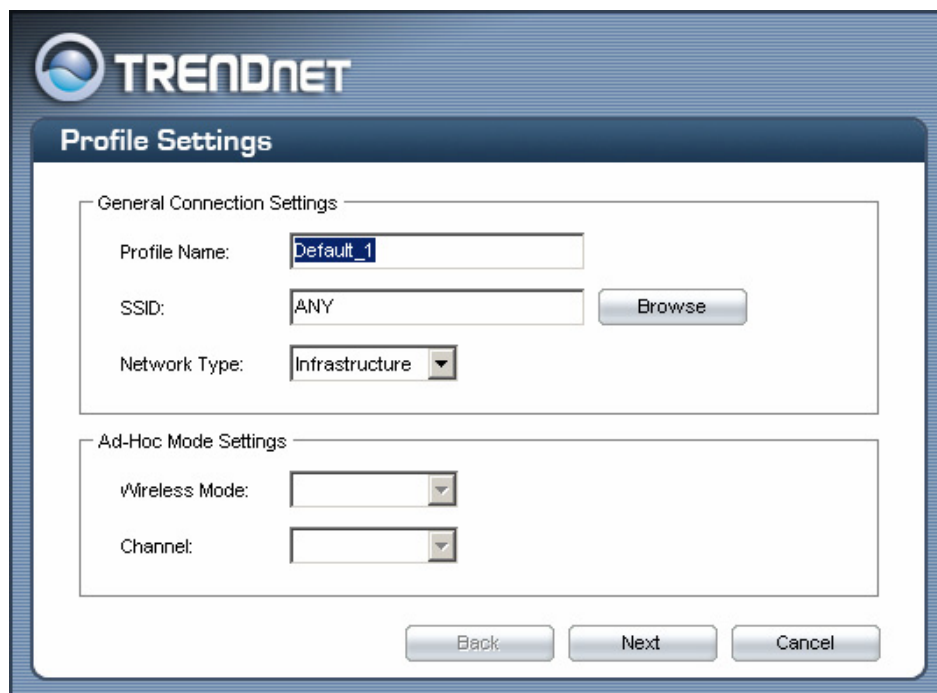 TRENDNET
Profile Settings
General Connection Settings
Profile Name: Default_1
SSID: ANY Browse
Network Type: Infrastructure
Ad-Hoc Mode Settings
Wireless Mode:
Channel:
Back Next Cancel